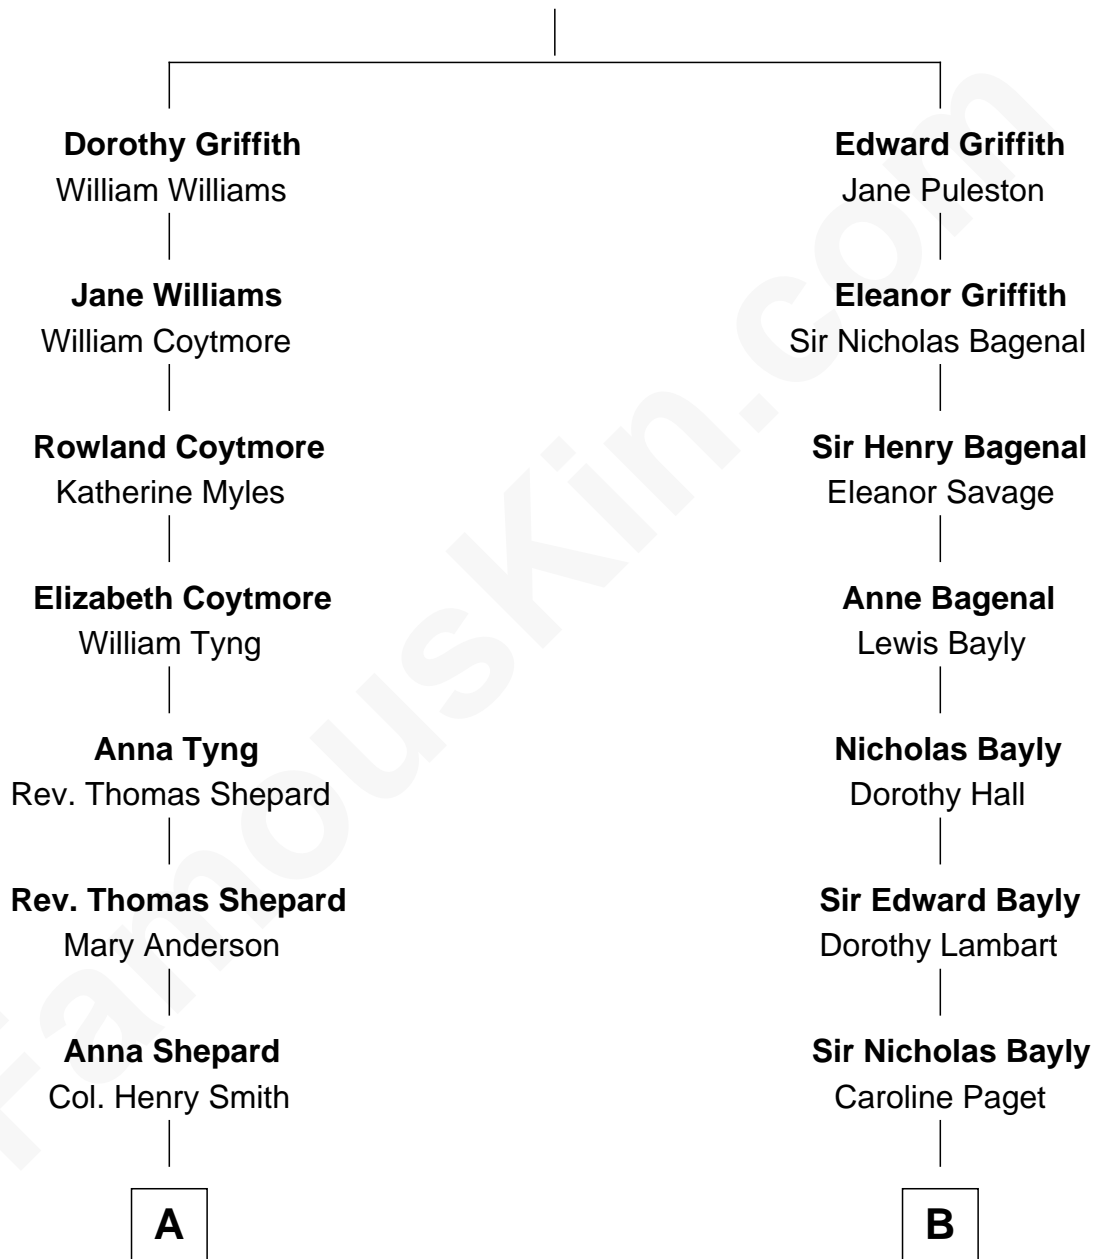 Dorothy Griffith
William Williams
Jane Williams
William Coytmore
Rowland Coytmore
Katherine Myles
Elizabeth Coytmore
William Tyng
Anna Tyng
Rev. Thomas Shepard
Rev. Thomas Shepard
Mary Anderson
Anna Shepard
Col. Henry Smith
A
Edward Griffith
Jane Puleston
Eleanor Griffith
Sir Nicholas Bagenal
Sir Henry Bagenal
Eleanor Savage
Anne Bagenal
Lewis Bayly
Nicholas Bayly
Dorothy Hall
Sir Edward Bayly
Dorothy Lambart
Sir Nicholas Bayly
Caroline Paget
B
FamousKin.com